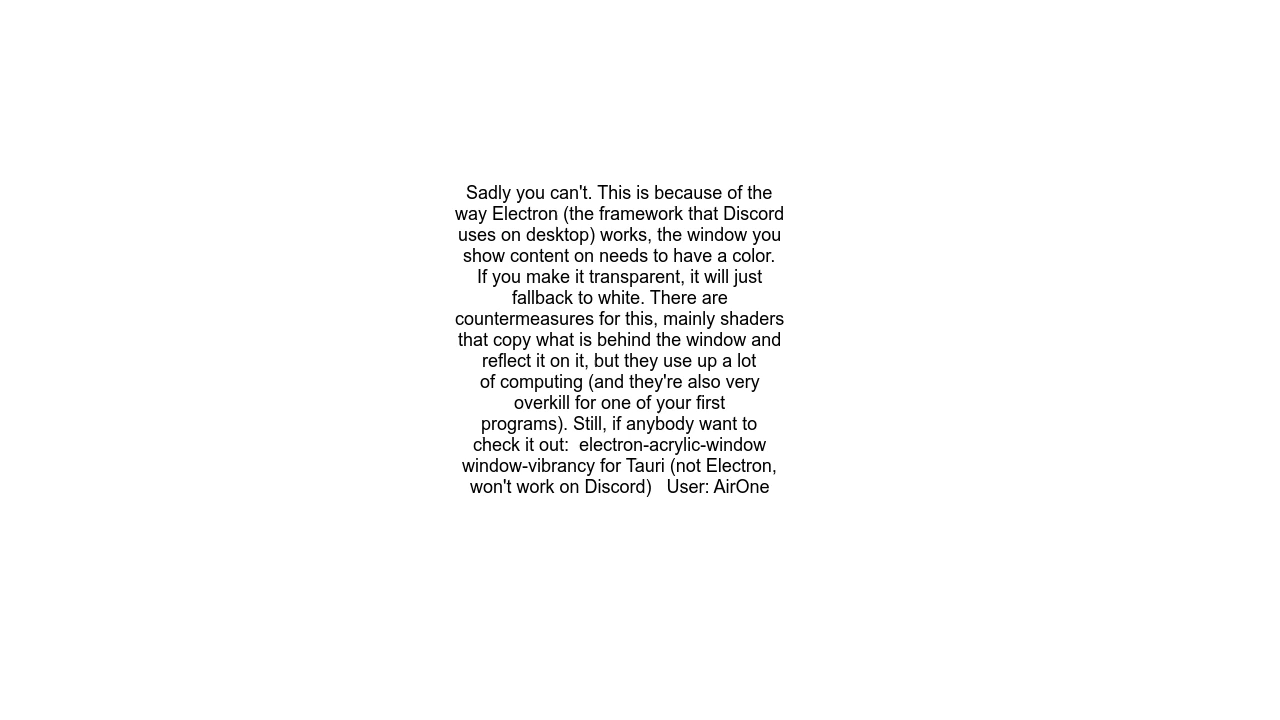 Sadly you can't. This is because of the
way Electron (the framework that Discord
uses on desktop) works, the window you
show content on needs to have a color.
If you make it transparent, it will just
fallback to white. There are
countermeasures for this, mainly shaders
that copy what is behind the window and
reflect it on it, but they use up a lot
of computing (and they're also very
overkill for one of your first
programs). Still, if anybody want to
check it out:  electron-acrylic-window
window-vibrancy for Tauri (not Electron,
won't work on Discord)   User: AirOne